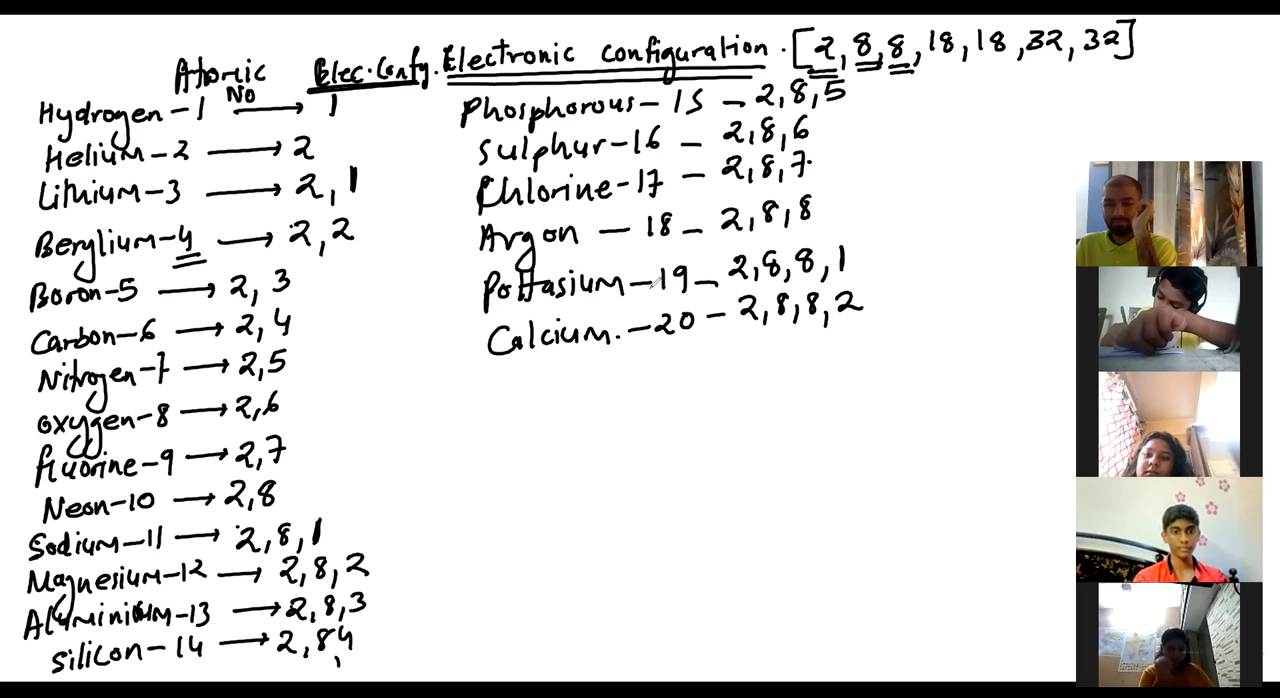 Electronic configuration. [2, 8, 8, 18, 18, 32, 32]
Atomic No Elec. Confg.
Hydrogen-1 → 1
Helium-2 → 2
Lithium-3 → 2, 1
Berylium-4 → 2, 2
Boron-5 → 2, 3
Carbon-6 → 2, 4
Nitrogen-7 → 2,5
Oxygen-8 → 2,6
fluorine-9 → 2,7
Neon-10 → 2,8
Sodium-11 → 2,8,1
Magnesium-12 → 2,8,2
Aluminium-13 → 2,8,3
Silicon-14 → 2,8,4
Phosphorous-15 - 2,8,5
Sulphur-16 - 2,8,6
Chlorine-17 - 2,8,7
Argon - 18 - 2,8,8
Pottasium-19 - 2,8,8,1
Calcium.-20 - 2,8,8,2